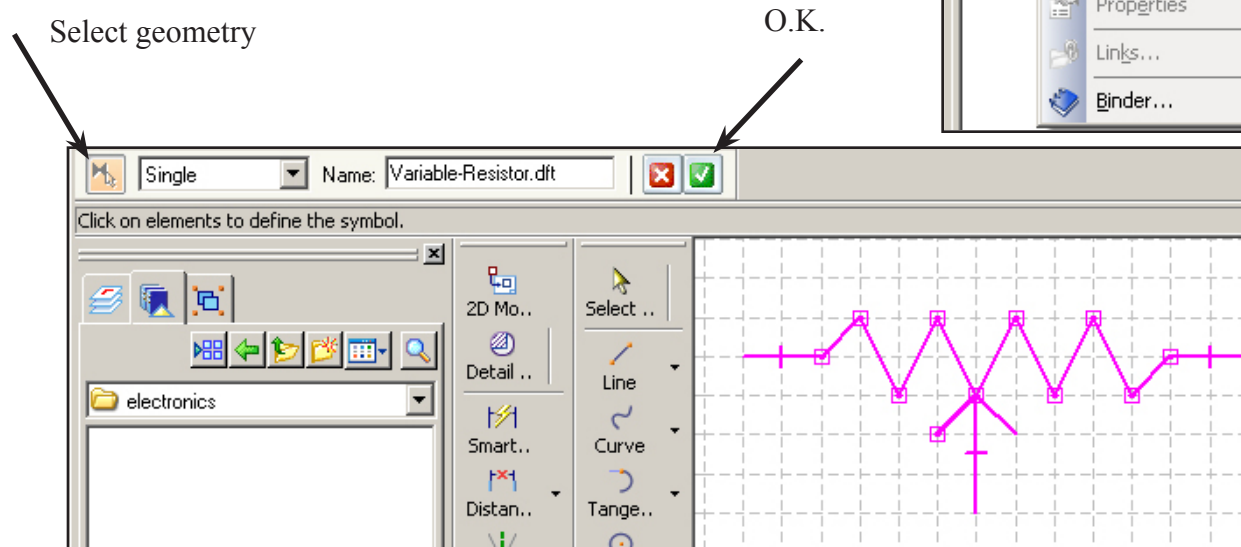 Properties
Select geometry
O.K.
Links...
Binder...
Single
Name: Variable-Resistor.dft
Click on elements to define the symbol.
2D Mo..
Select ..
Detail ..
Line
electronics
Smart..
Curve
Distan..
Tange..